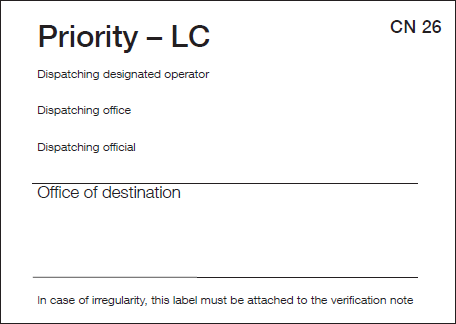 Priority – LC
CN 26
Dispatching designated operator
Dispatching office
Dispatching official
Office of destination
In case of irregularity, this label must be attached to the verification note